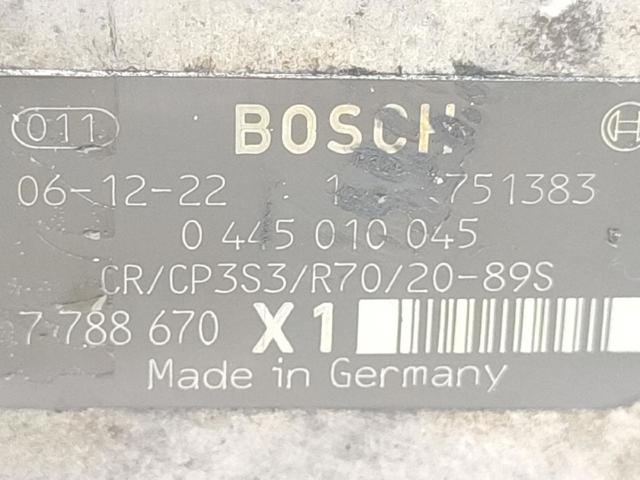 011 BOSCH
06-12-22 751383
0 445 010 045
CR/CP3S3/R70/20-89S
7 788 670 X1
Made in Germany